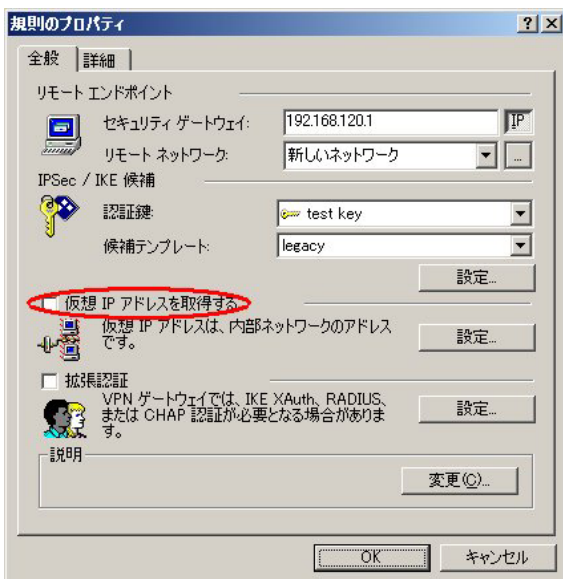 規則のプロパティ
全般
詳細
リモート エンドポイント
セキュリティ ゲートウェイ:
192.168.120.1
IP
リモート ネットワーク:
新しいネットワーク
...
IPSec / IKE 候補
認証鍵:
test key
候補テンプレート:
legacy
設定...
仮想 IP アドレスを取得する
仮想 IP アドレスは、内部ネットワークのアドレス
です。
設定...
拡張認証
VPN ゲートウェイでは、IKE XAuth、RADIUS、
または CHAP 認証が必要となる場合がありま
す。
設定...
説明
変更(C)...
OK
キャンセル